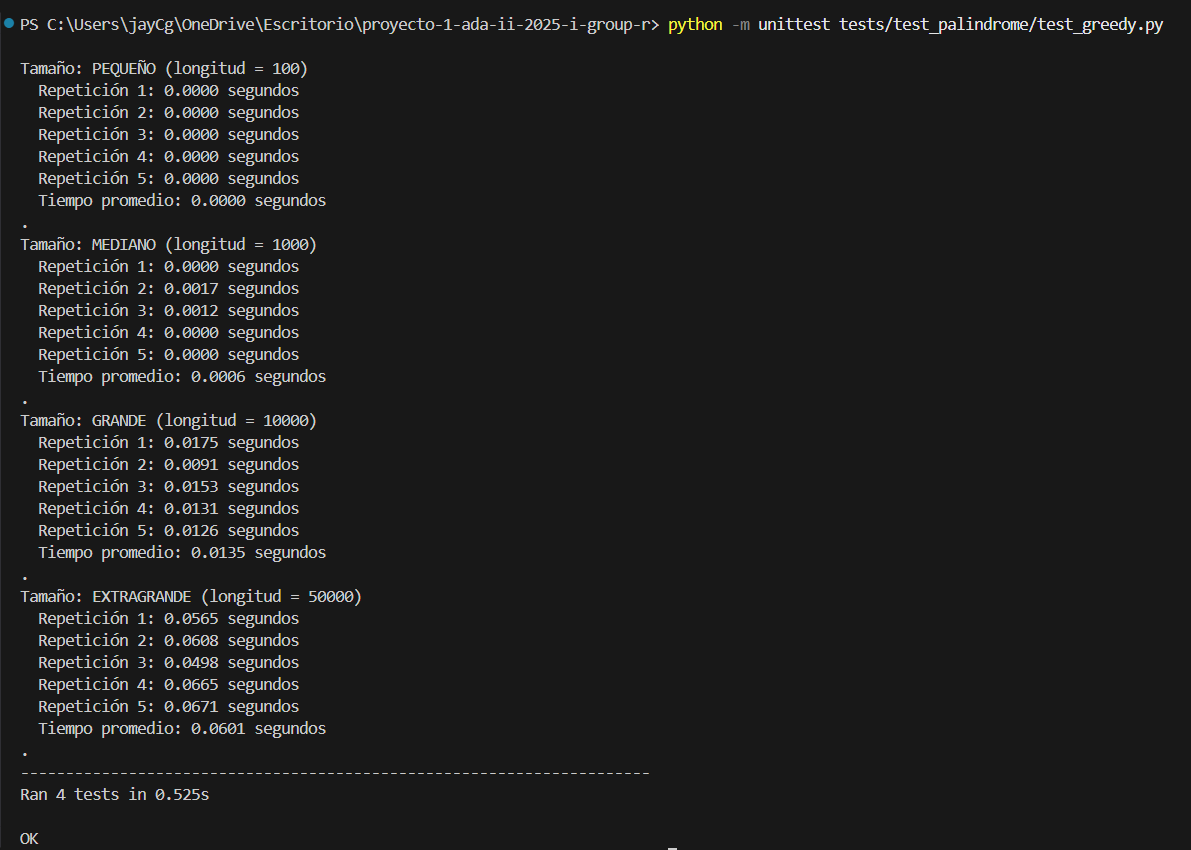 PS C:\Users\jayCg\OneDrive\Escritorio\proyecto-1-ada-ii-2025-i-group-r> python -m unittest tests/test_palindrome/test_greedy.py
Tamaño: PEQUEÑO (longitud = 100)
Repetición 1: 0.0000 segundos
Repetición 2: 0.0000 segundos
Repetición 3: 0.0000 segundos
Repetición 4: 0.0000 segundos
Repetición 5: 0.0000 segundos
Tiempo promedio: 0.0000 segundos
.
Tamaño: MEDIANO (longitud = 1000)
Repetición 1: 0.0000 segundos
Repetición 2: 0.0017 segundos
Repetición 3: 0.0012 segundos
Repetición 4: 0.0000 segundos
Repetición 5: 0.0000 segundos
Tiempo promedio: 0.0006 segundos
.
Tamaño: GRANDE (longitud = 10000)
Repetición 1: 0.0175 segundos
Repetición 2: 0.0091 segundos
Repetición 3: 0.0153 segundos
Repetición 4: 0.0131 segundos
Repetición 5: 0.0126 segundos
Tiempo promedio: 0.0135 segundos
.
Tamaño: EXTRAGRANDE (longitud = 50000)
Repetición 1: 0.0565 segundos
Repetición 2: 0.0608 segundos
Repetición 3: 0.0498 segundos
Repetición 4: 0.0665 segundos
Repetición 5: 0.0671 segundos
Tiempo promedio: 0.0601 segundos
.
----------------------------------------------------------------------
Ran 4 tests in 0.525s
OK